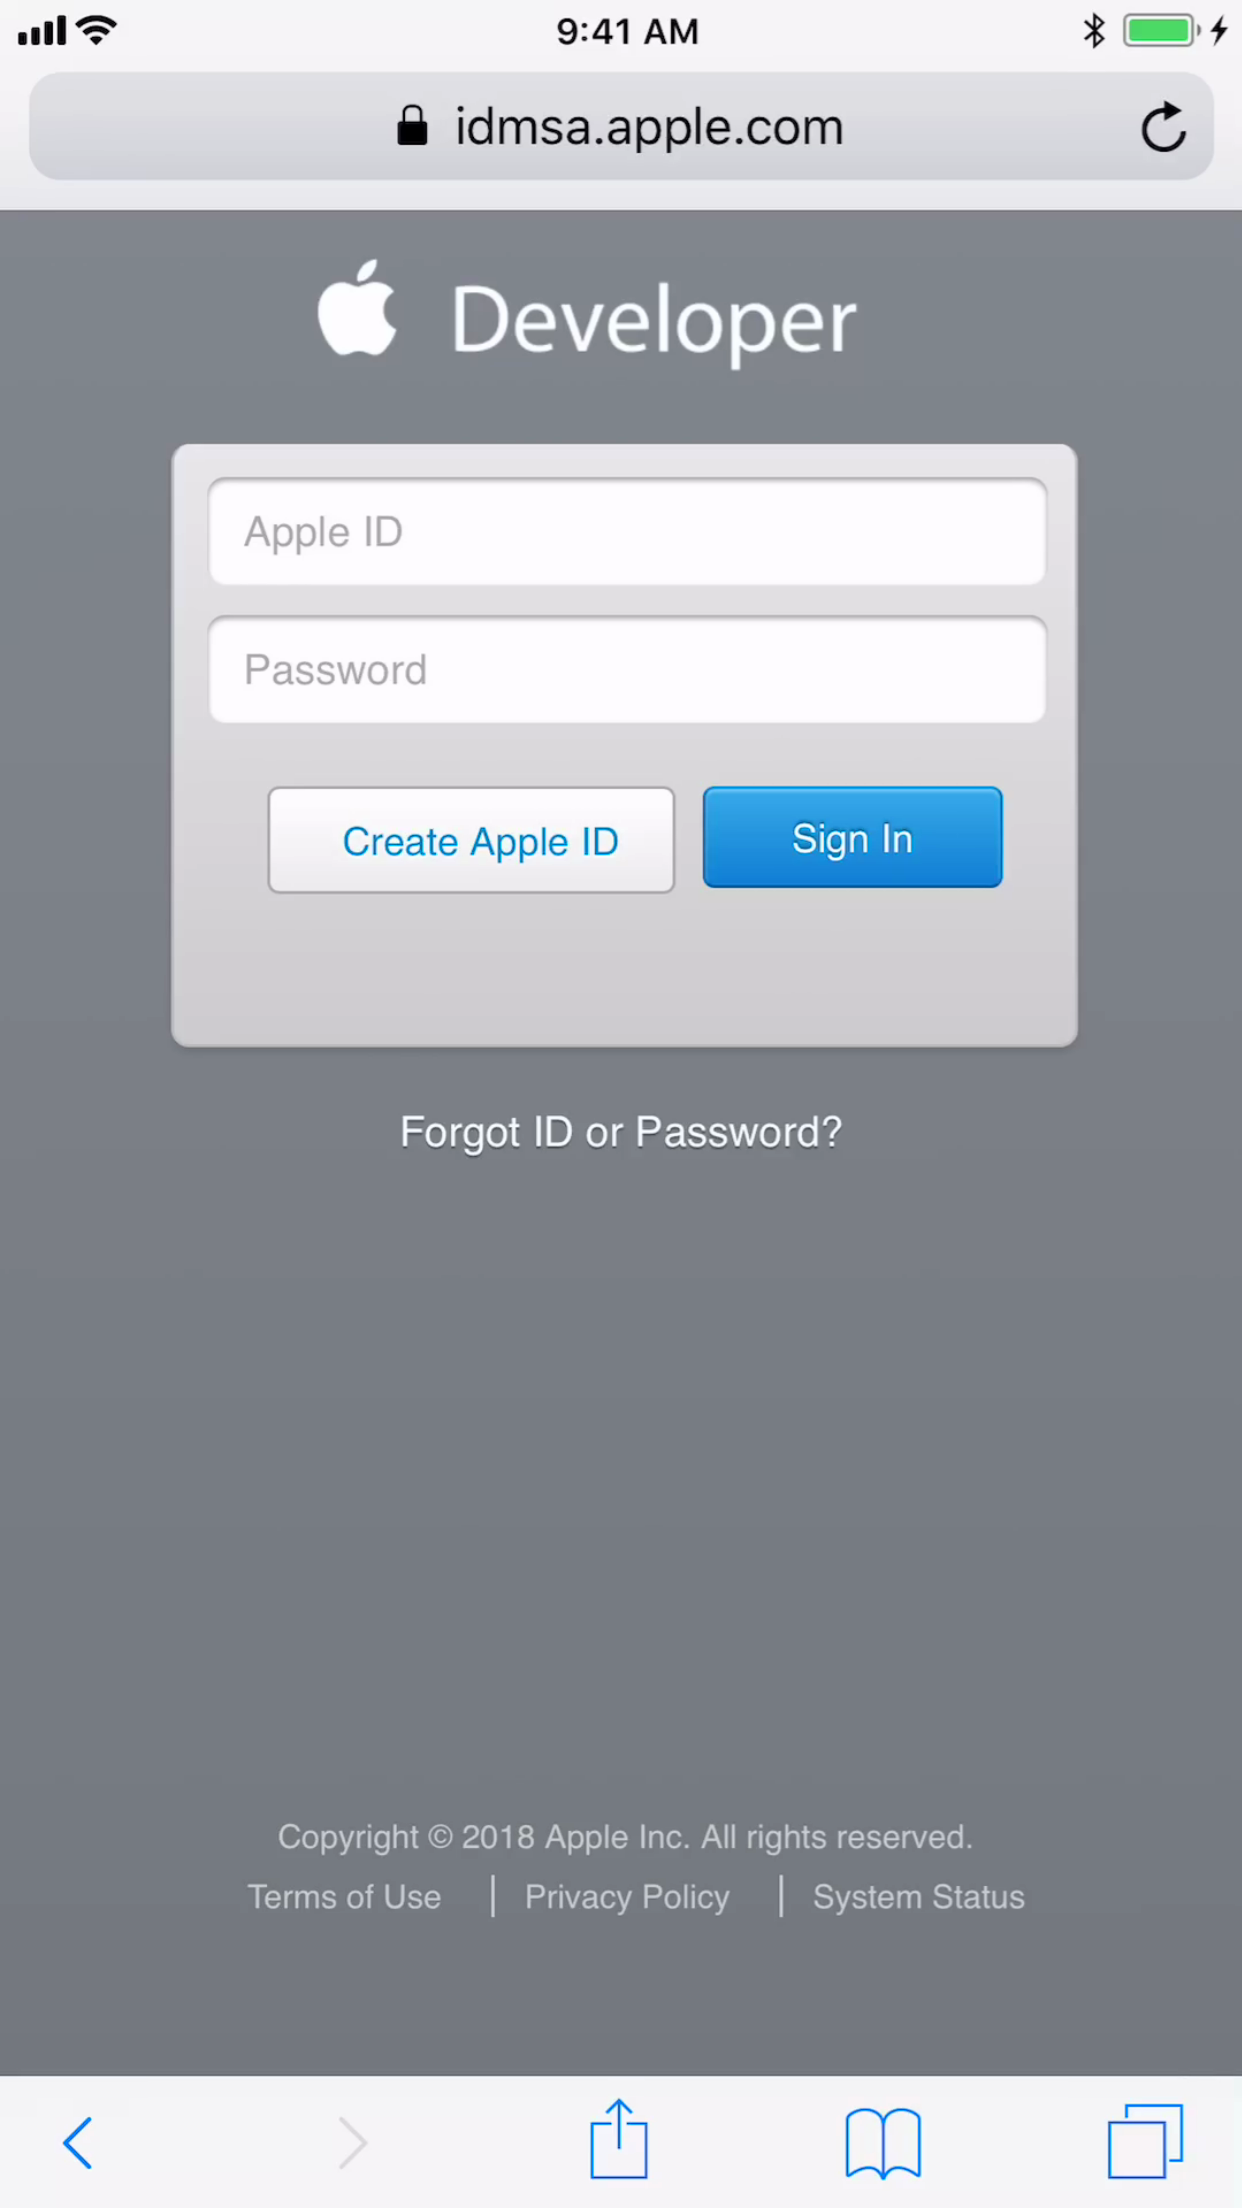 9:41 AM
idmsa.apple.com
Developer
Apple ID
Password
Create Apple ID
Sign In
Forgot ID or Password?
Copyright © 2018 Apple Inc. All rights reserved.
Terms of Use | Privacy Policy | System Status